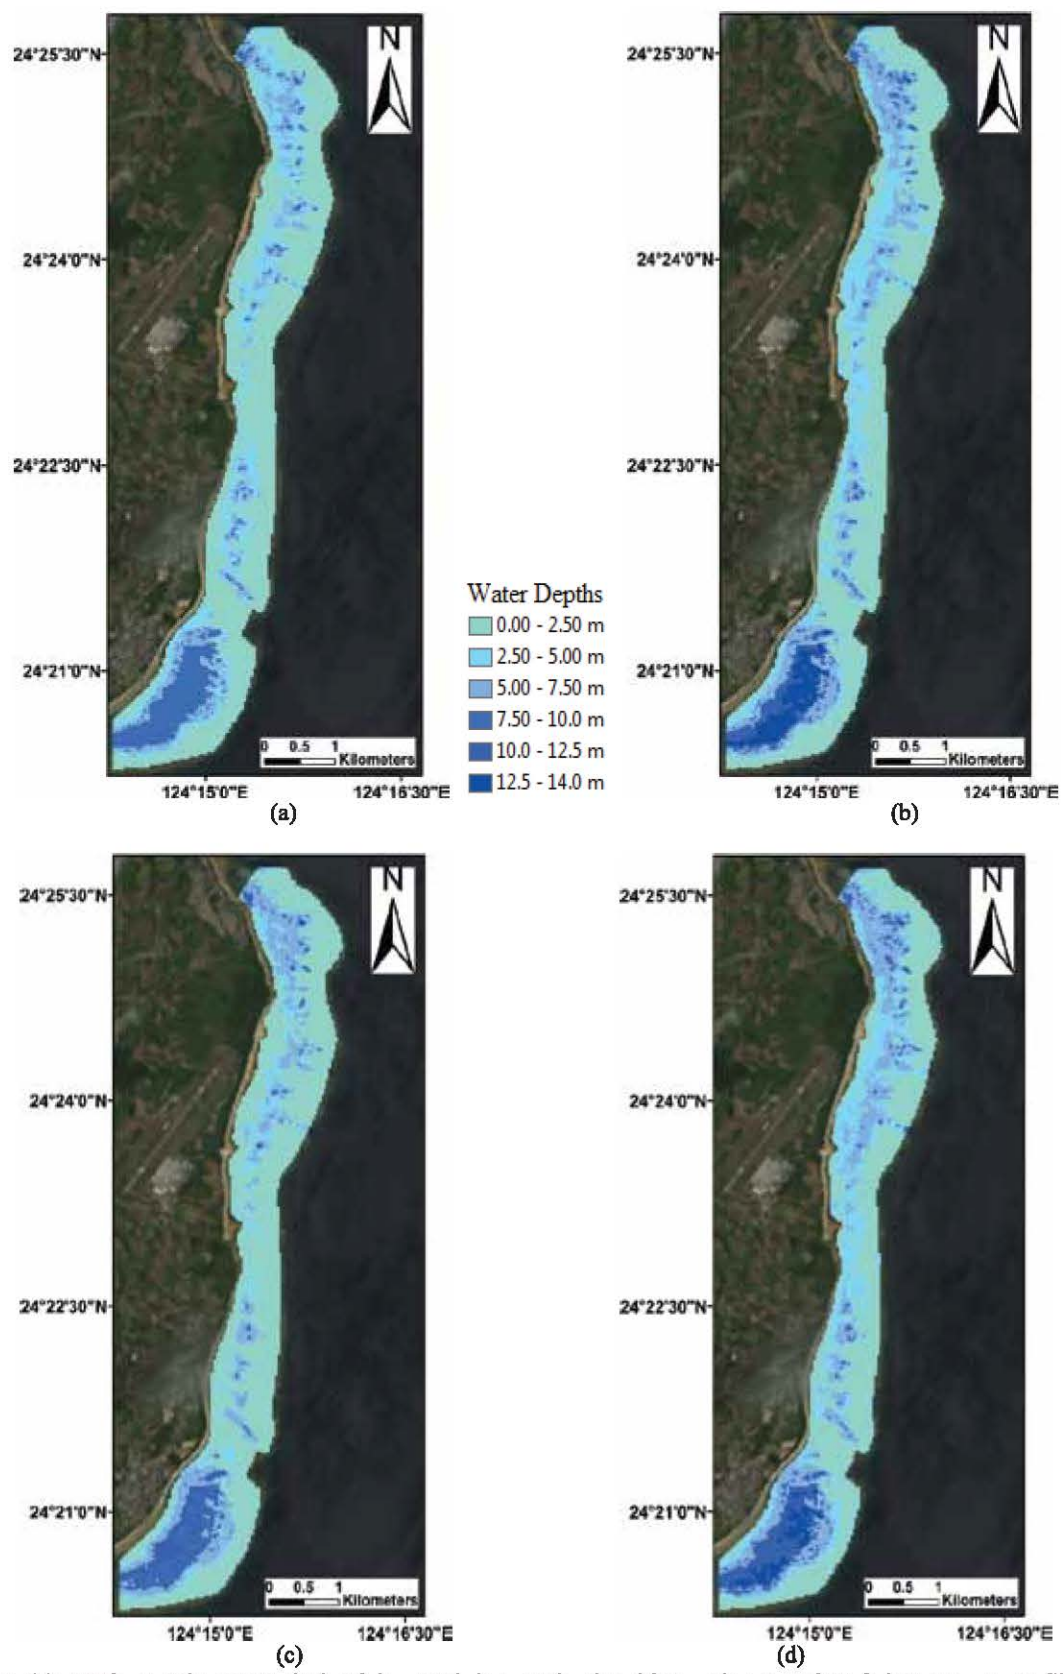 N
24°25'30"N
24°24'0"N
24°22'30"N
24°21'0"N
0 0.5 1
Kilometers
124°15'0"E 124°16'30"E
(a)
Water Depths
0.00 - 2.50 m
2.50 - 5.00 m
5.00 - 7.50 m
7.50 - 10.0 m
10.0 - 12.5 m
12.5 - 14.0 m
N
24°25'30"N
24°24'0"N
24°22'30"N
24°21'0"N
0 0.5 1
Kilometers
124°15'0"E 124°16'30"E
(b)
N
24°25'30"N
24°24'0"N
24°22'30"N
24°21'0"N
0 0.5 1
Kilometers
124°15'0"E 124°16'30"E
(c)
N
24°25'30"N
24°24'0"N
24°22'30"N
24°21'0"N
0 0.5 1
Kilometers
124°15'0"E 124°16'30"E
(d)